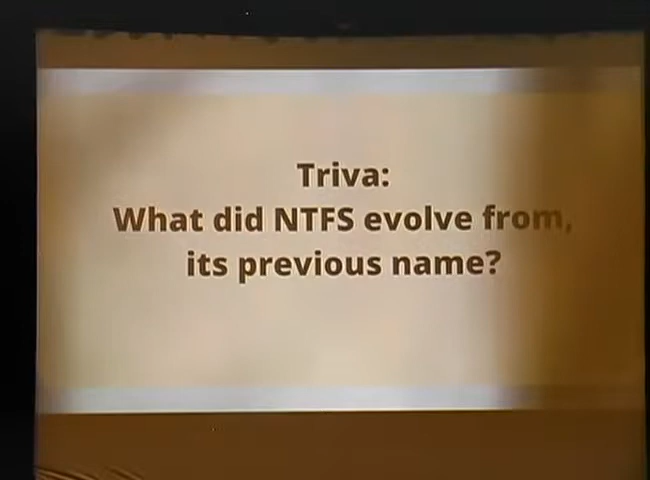 Triva:
What did NTFS evolve from,
its previous name?